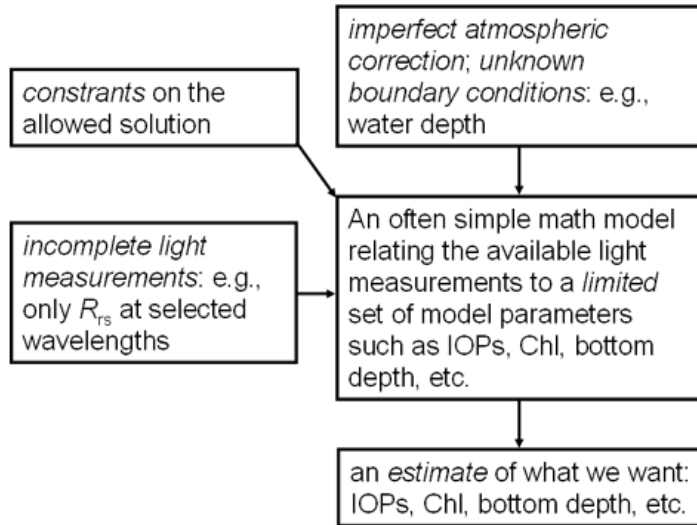 imperfect atmospheric
correction; unknown
boundary conditions: e.g.,
water depth
constrants on the
allowed solution
incomplete light
measurements: e.g.,
only Rrs at selected
wavelengths
An often simple math model
relating the available light
measurements to a limited
set of model parameters
such as IOPs, Chl, bottom
depth, etc.
an estimate of what we want:
IOPs, Chl, bottom depth, etc.